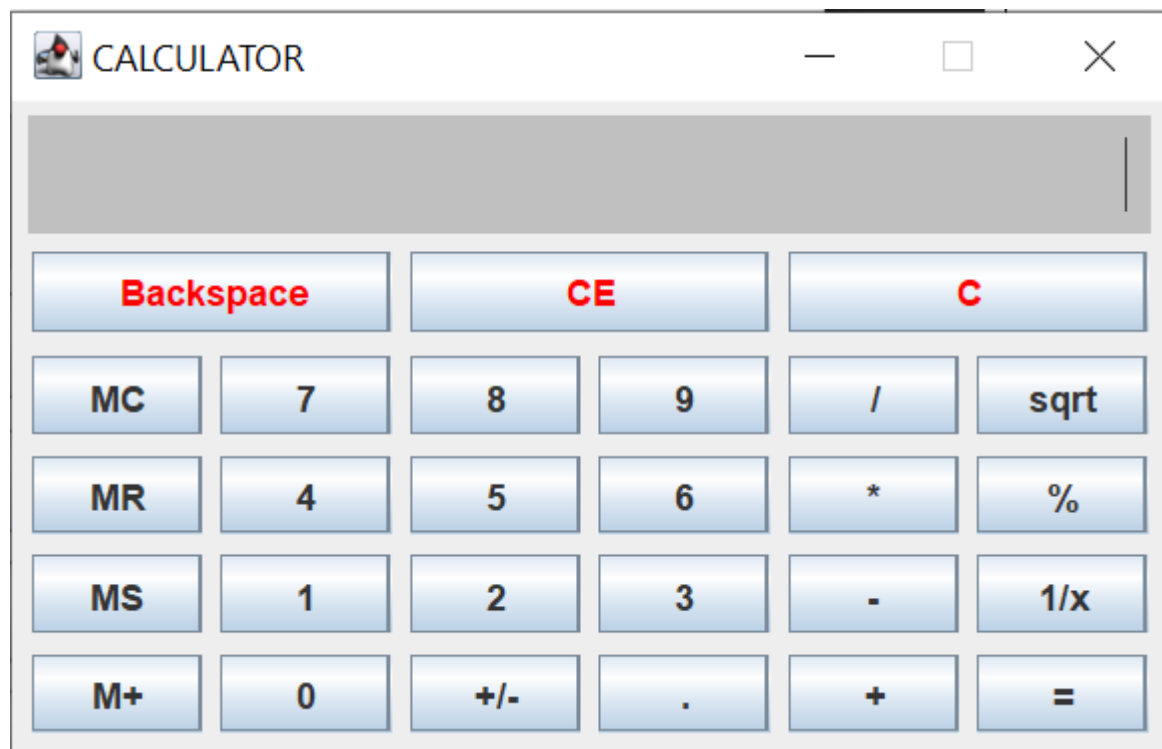 CALCULATOR
Backspace CE C
MC 7 8 9 / sqrt
MR 4 5 6 * %
MS 1 2 3 - 1/x
M+ 0 +/- . + =